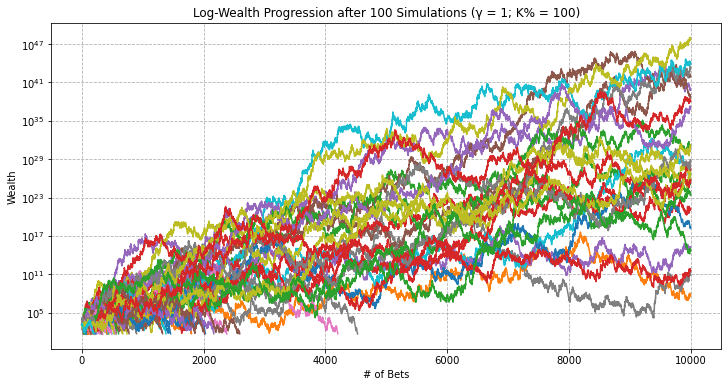 Log-Wealth Progression after 100 Simulations (γ = 1; K% = 100)
Wealth
10^47
10^41
10^35
10^29
10^23
10^17
10^11
10^5
0 2000 4000 6000 8000 10000
# of Bets